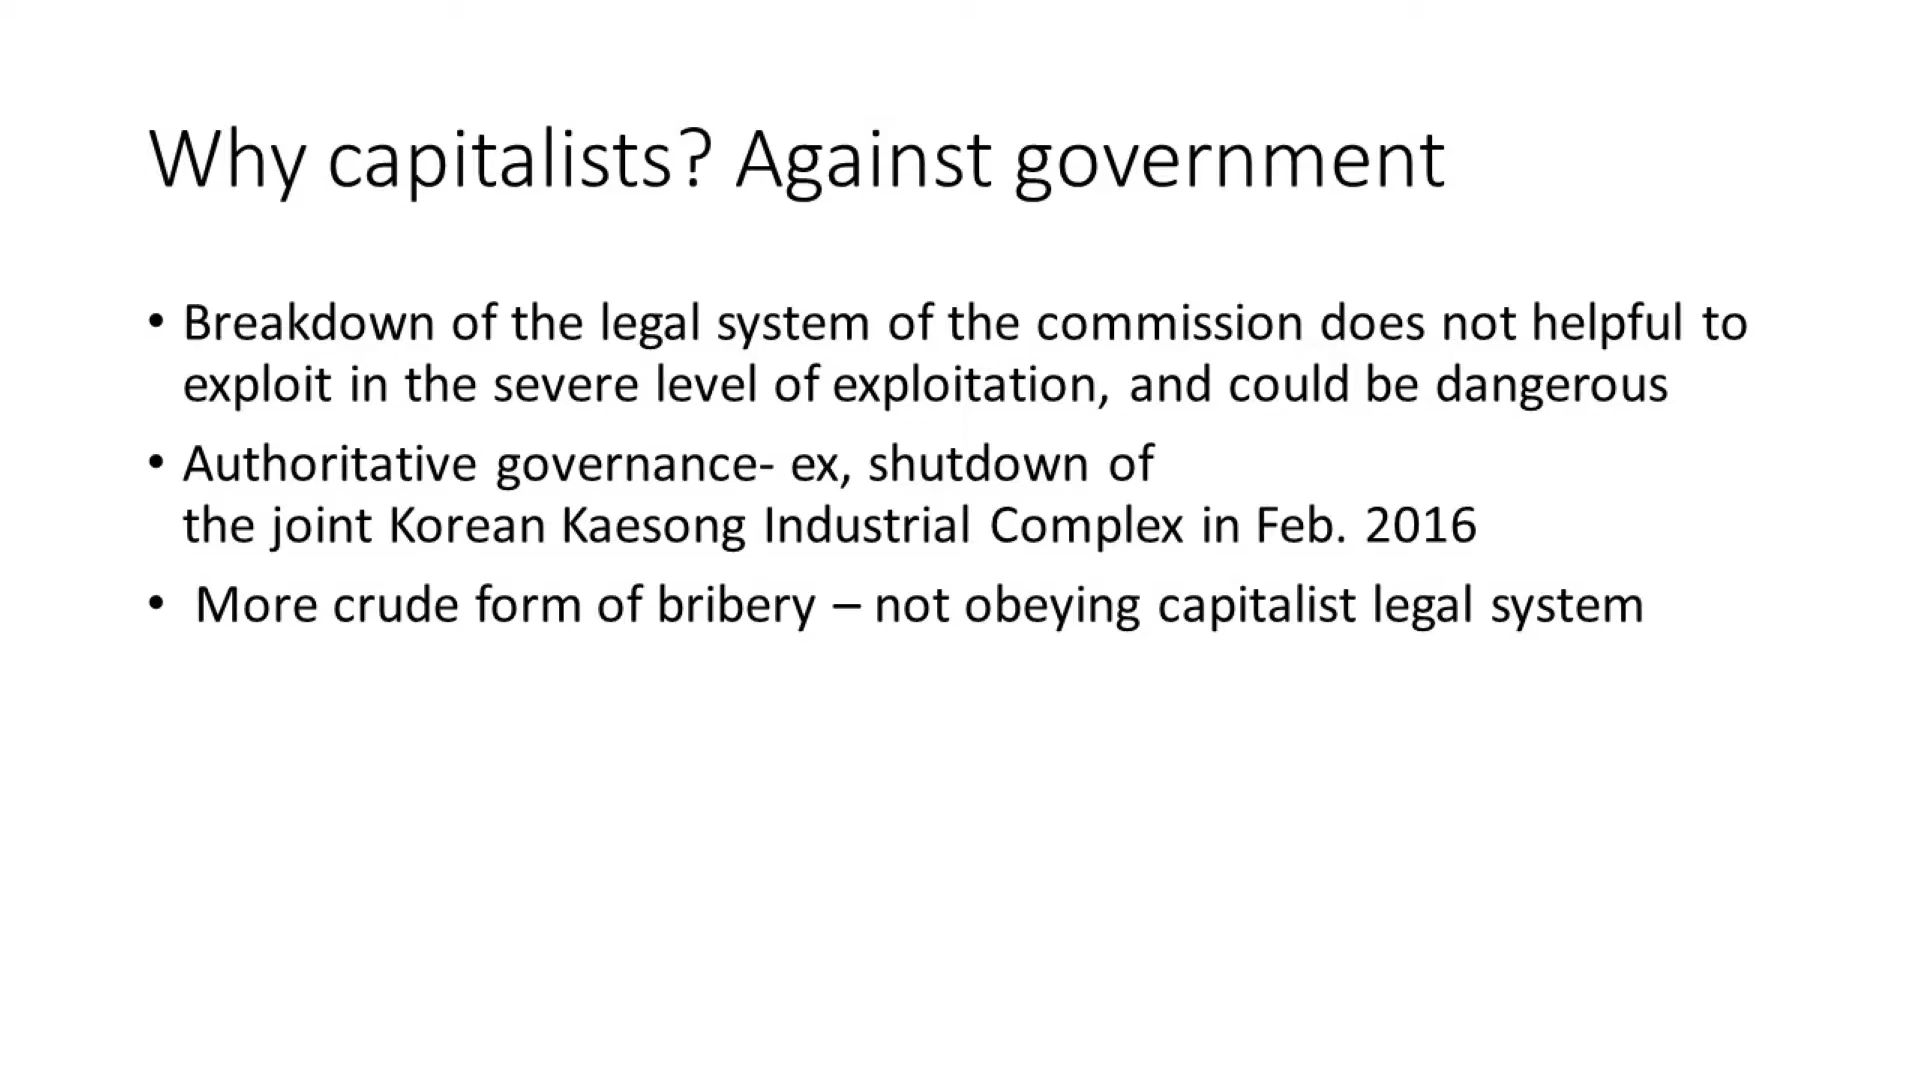 Why capitalists? Against government
• Breakdown of the legal system of the commission does not helpful to
exploit in the severe level of exploitation, and could be dangerous
• Authoritative governance- ex, shutdown of
the joint Korean Kaesong Industrial Complex in Feb. 2016
• More crude form of bribery – not obeying capitalist legal system